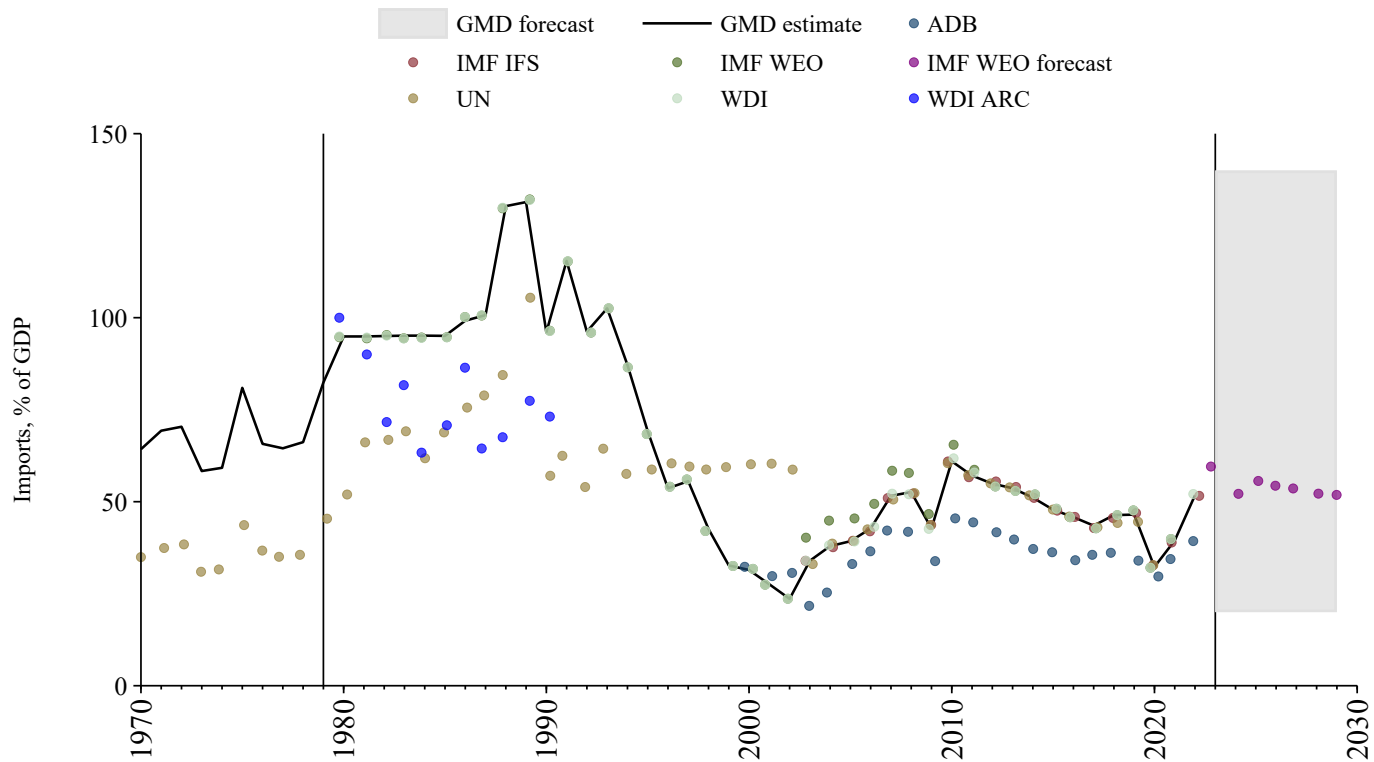 GMD forecast GMD estimate ADB
IMF IFS IMF WEO IMF WEO forecast
UN WDI WDI ARC
Imports, % of GDP
150
100
50
0
1970 1980 1990 2000 2010 2020 2030